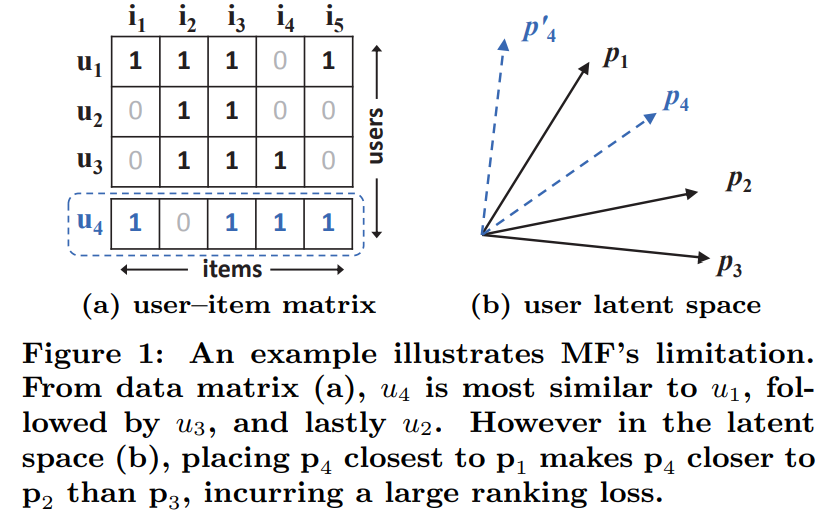 i1 i2 i3 i4 i5
u1 1 1 1 0 1
u2 0 1 1 0 0
u3 0 1 1 1 0
u4 1 0 1 1 1
users
items
(a) user–item matrix
p'4
p1
p4
p2
p3
(b) user latent space
Figure 1: An example illustrates MF's limitation.
From data matrix (a), u4 is most similar to u1, fol-
lowed by u3, and lastly u2. However in the latent
space (b), placing p4 closest to p1 makes p4 closer to
p2 than p3, incurring a large ranking loss.